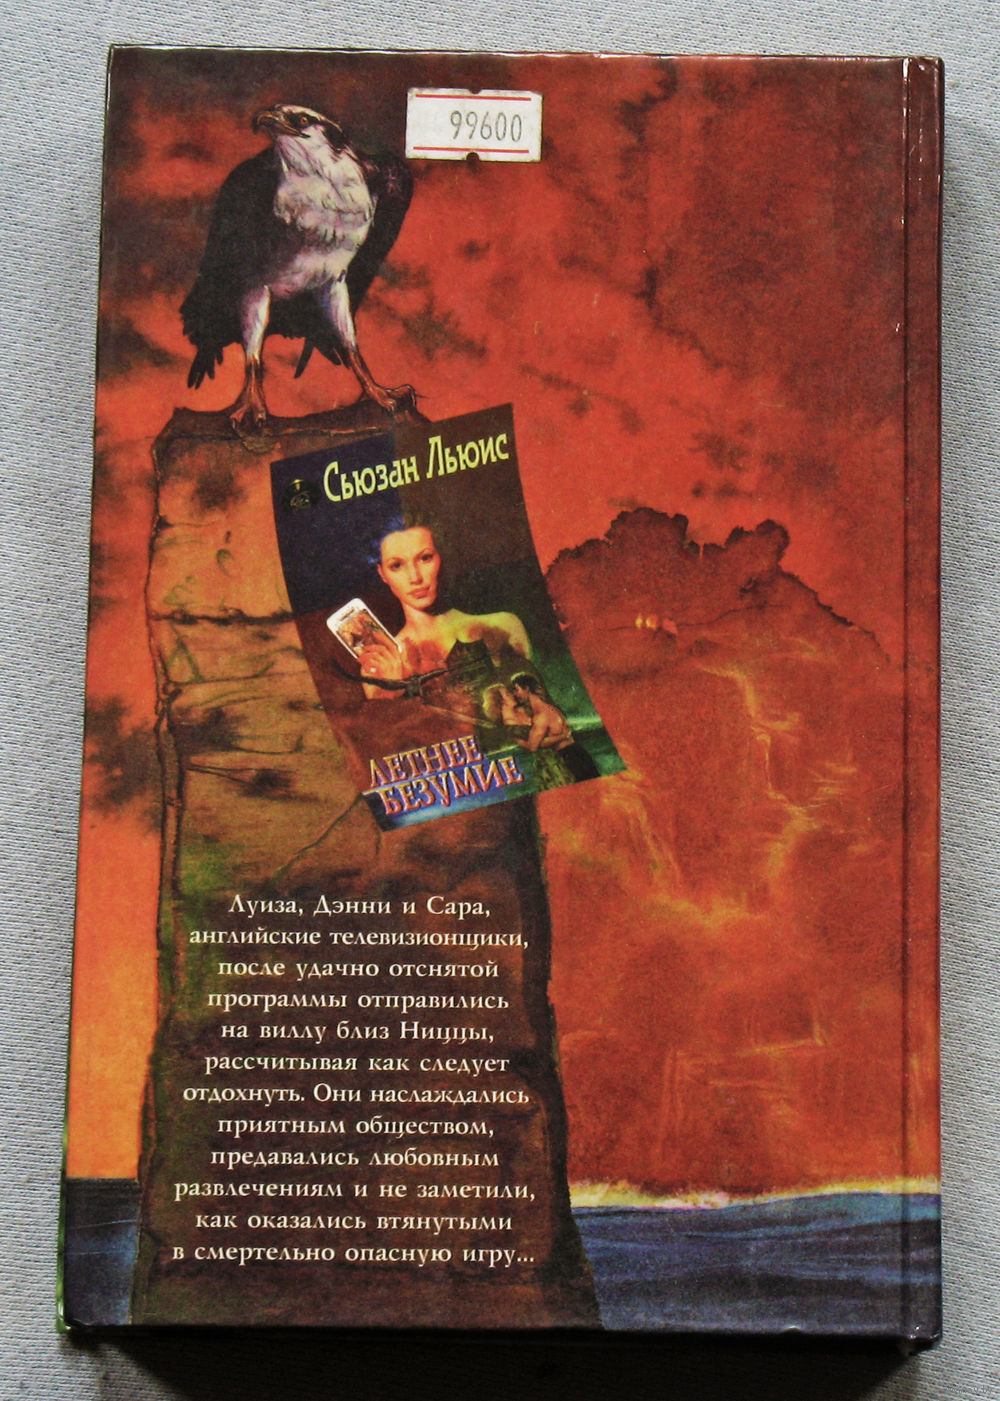 99600
Сьюзан Льюис
ЛЕТНЕЕ
БЕЗУМИЕ
Луиза, Дэнни и Сара,
английские телевизионщики,
после удачно отснятой
программы отправились
на виллу близ Ниццы,
рассчитывая как следует
отдохнуть. Они наслаждались
приятным обществом,
предавались любовным
развлечениям и не заметили,
как оказались втянутыми
в смертельно опасную игру...